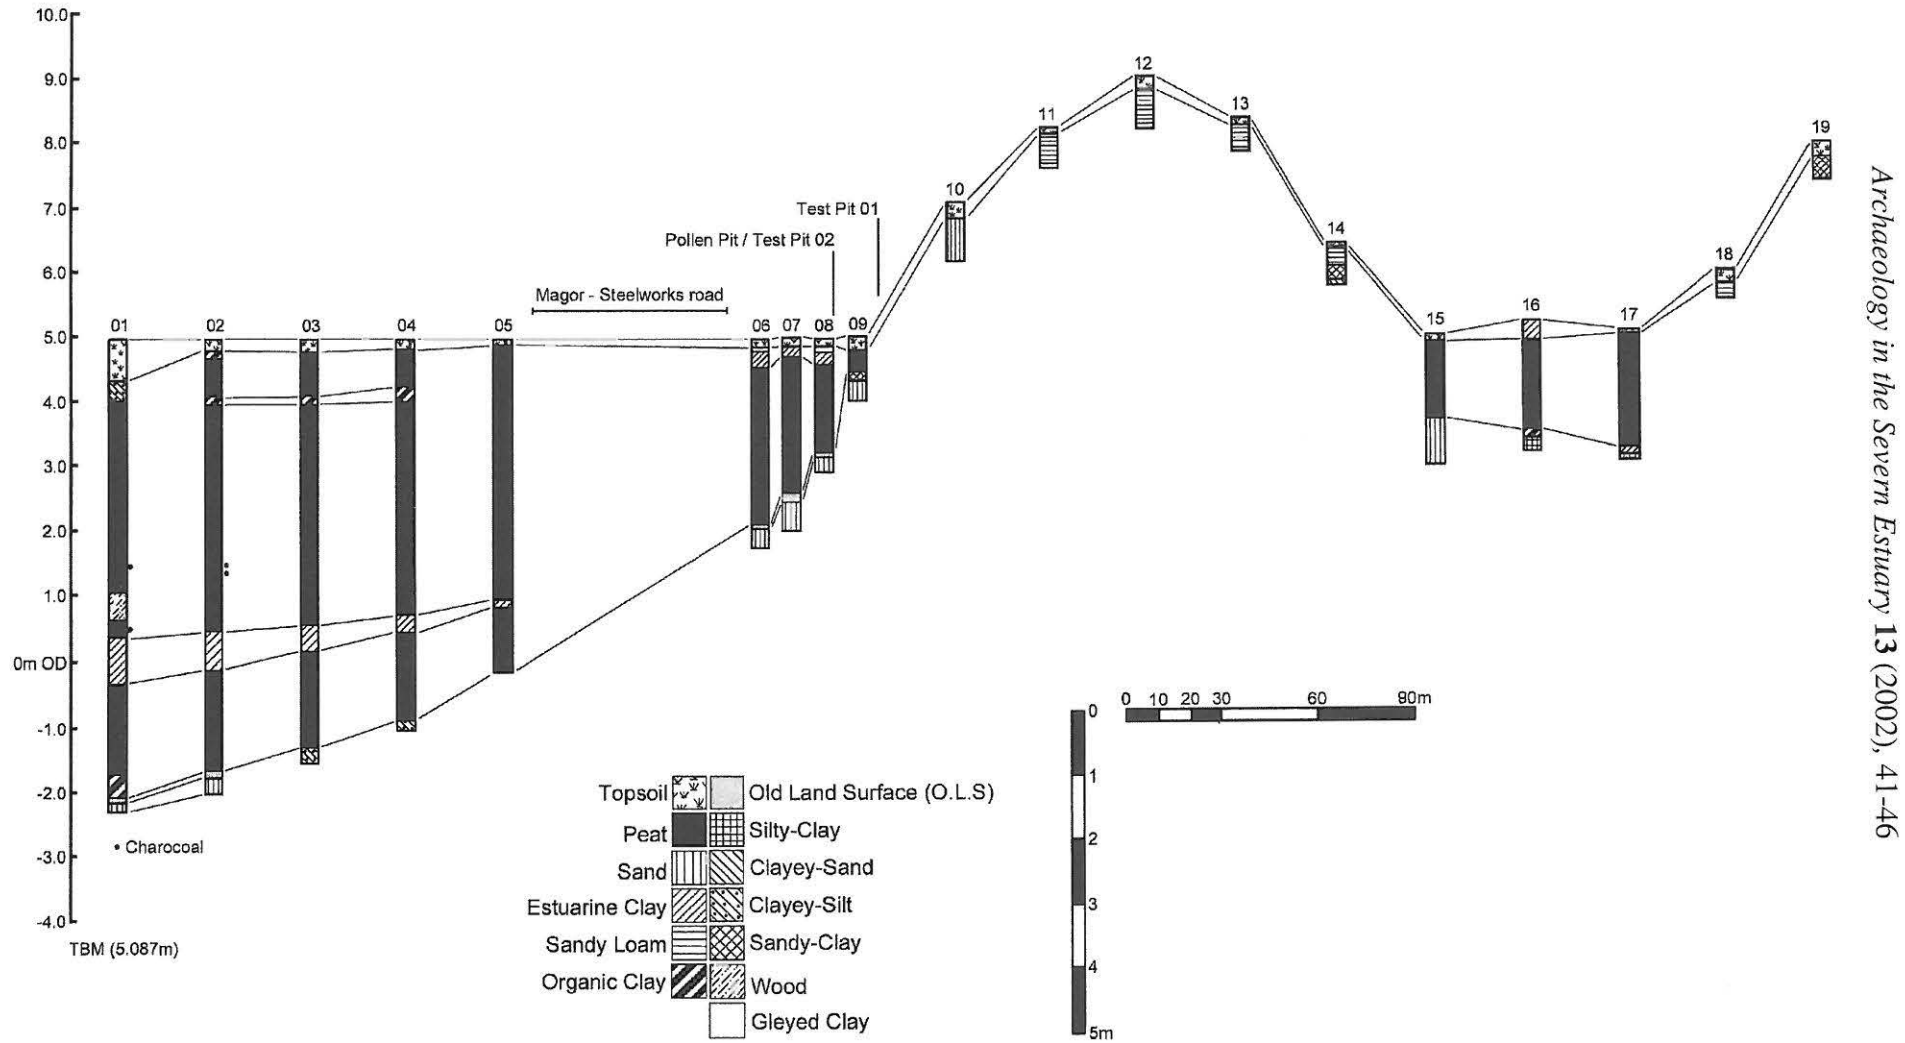 10.0
9.0
8.0
7.0
6.0
5.0
4.0
3.0
2.0
1.0
0m OD
-1.0
-2.0
-3.0
-4.0
TBM (5.087m)
01
02
03
04
05
06
07
08
09
10
11
12
13
14
15
16
17
18
19
Magor - Steelworks road
Pollen Pit / Test Pit 02
Test Pit 01
• Charocoal
Topsoil
Old Land Surface (O.L.S)
Peat
Silty-Clay
Sand
Clayey-Sand
Estuarine Clay
Clayey-Silt
Sandy Loam
Sandy-Clay
Organic Clay
Wood
Gleyed Clay
0
1
2
3
4
5m
0 10 20 30 60 90m
Archaeology in the Severn Estuary 13 (2002), 41-46